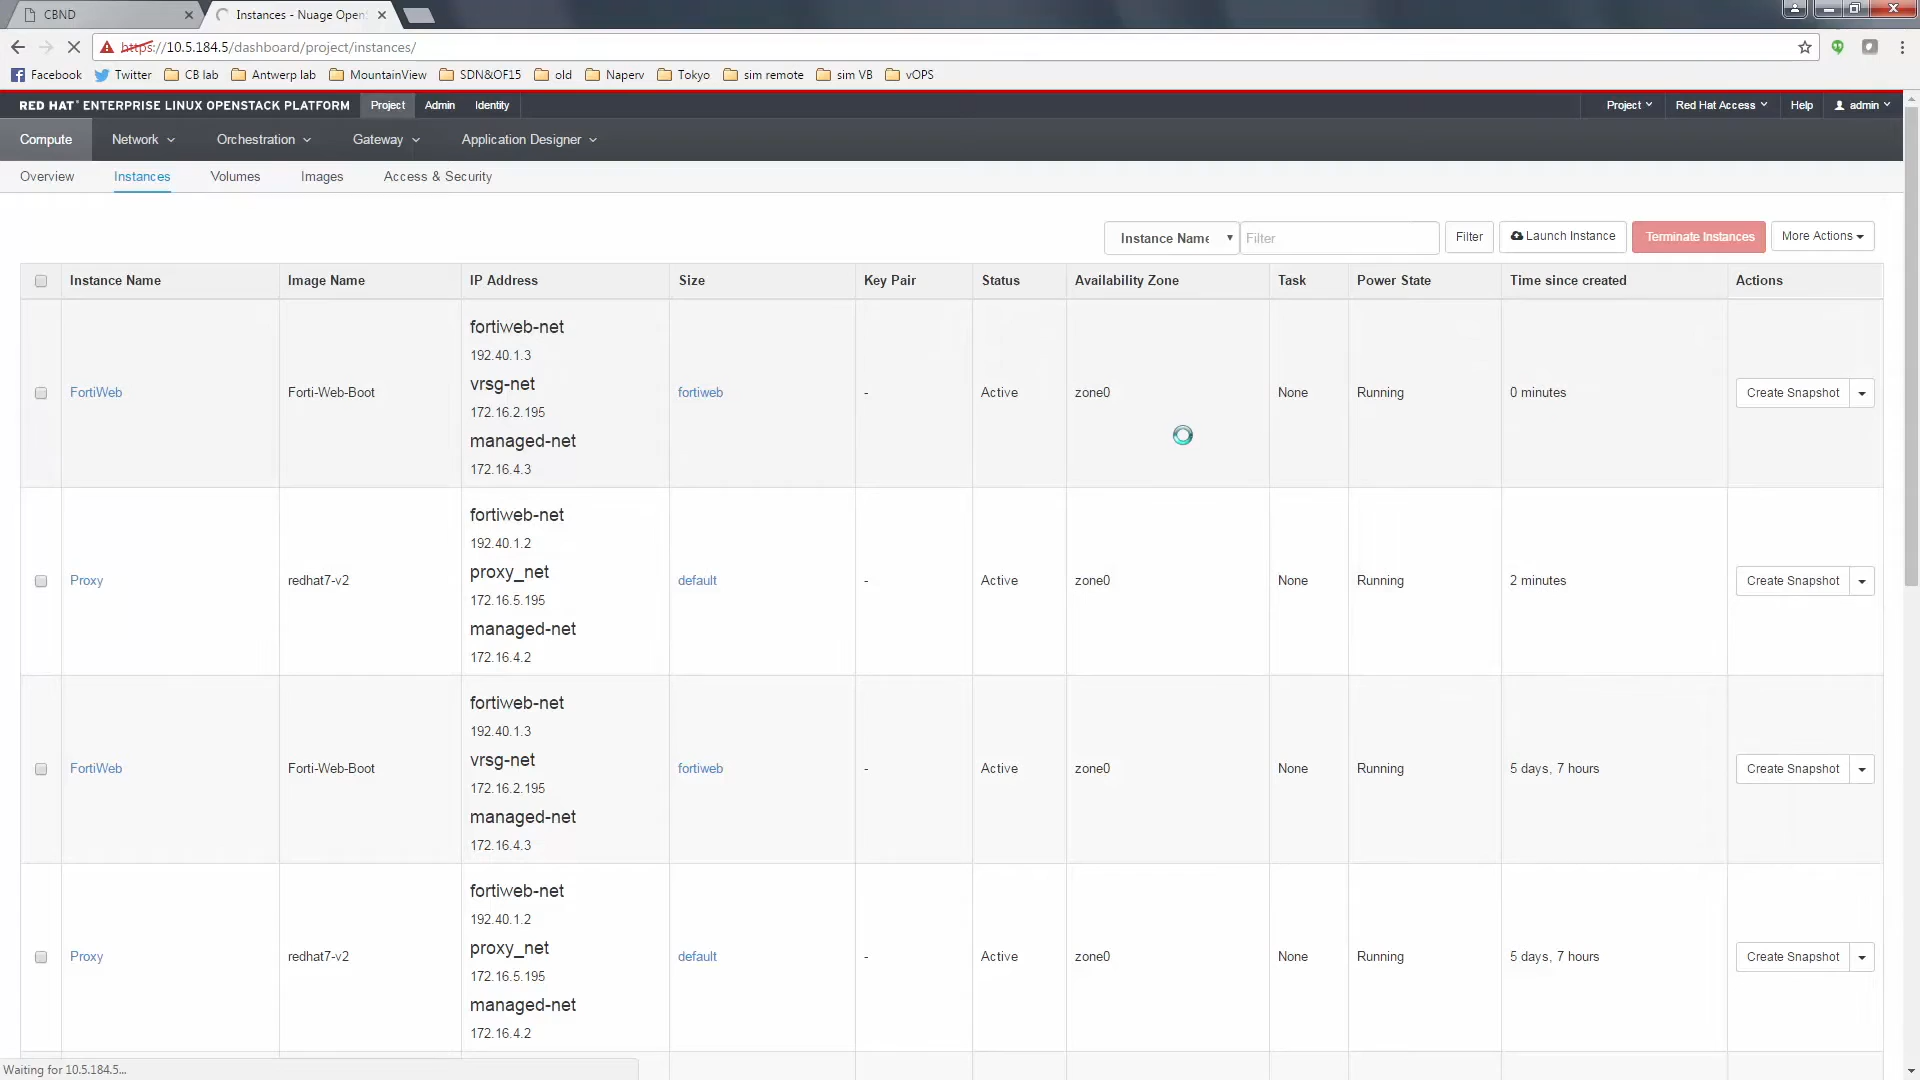 CBND
Instances - Nuage Open
https://10.5.184.5/dashboard/project/instances/
Facebook Twitter CB lab Antwerp lab MountainView SDN&OF15 old Naperv Tokyo sim remote sim VB vOPS
RED HAT® ENTERPRISE LINUX OPENSTACK PLATFORM Project Admin Identity Project Red Hat Access Help admin
Compute Network Orchestration Gateway Application Designer
Overview Instances Volumes Images Access & Security
Instance Name Filter Filter Launch Instance Terminate Instances More Actions
Instance Name Image Name IP Address Size Key Pair Status Availability Zone Task Power State Time since created Actions
fortiweb-net
192.40.1.3
vrsg-net
FortiWeb Forti-Web-Boot fortiweb - Active zone0 None Running 0 minutes Create Snapshot
172.16.2.195
managed-net
172.16.4.3
fortiweb-net
192.40.1.2
proxy_net
Proxy redhat7-v2 default - Active zone0 None Running 2 minutes Create Snapshot
172.16.5.195
managed-net
172.16.4.2
fortiweb-net
192.40.1.3
vrsg-net
FortiWeb Forti-Web-Boot fortiweb - Active zone0 None Running 5 days, 7 hours Create Snapshot
172.16.2.195
managed-net
172.16.4.3
fortiweb-net
192.40.1.2
proxy_net
Proxy redhat7-v2 default - Active zone0 None Running 5 days, 7 hours Create Snapshot
172.16.5.195
managed-net
172.16.4.2
Waiting for 10.5.184.5...